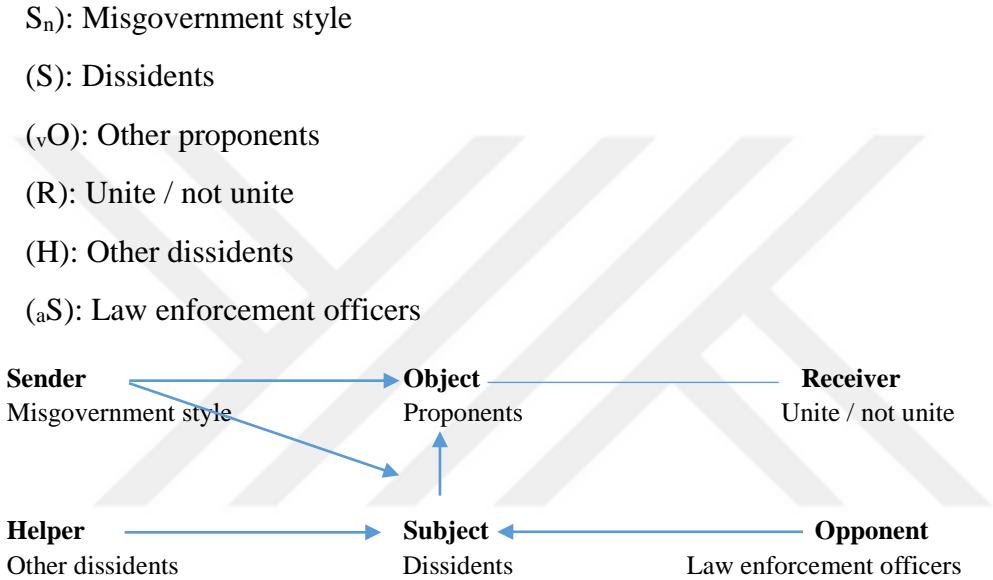 Sn): Misgovernment style
(S): Dissidents
(vO): Other proponents
(R): Unite / not unite
(H): Other dissidents
(aS): Law enforcement officers
Sender Object Receiver
Misgovernment style Proponents Unite / not unite
Helper Subject Opponent
Other dissidents Dissidents Law enforcement officers